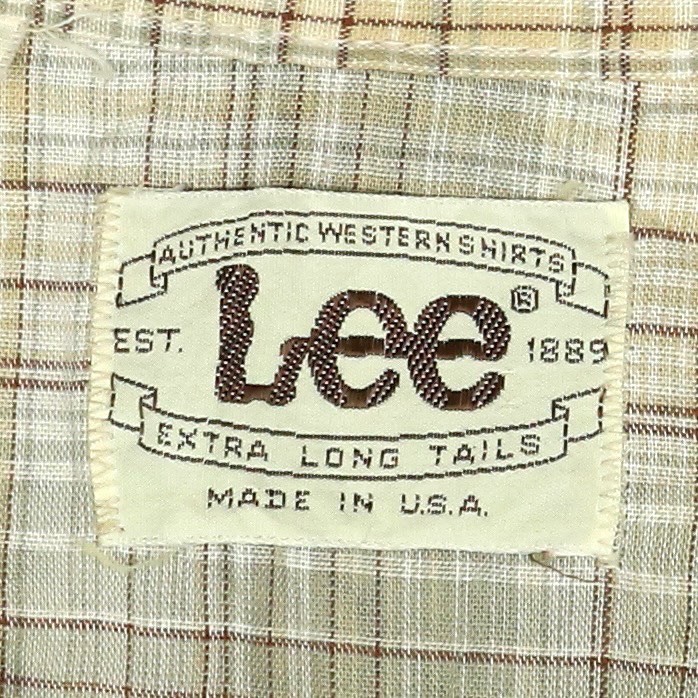 AUTHENTIC WESTERN SHIRTS
Lee®
EST. 1889
EXTRA LONG TAILS
MADE IN U.S.A.